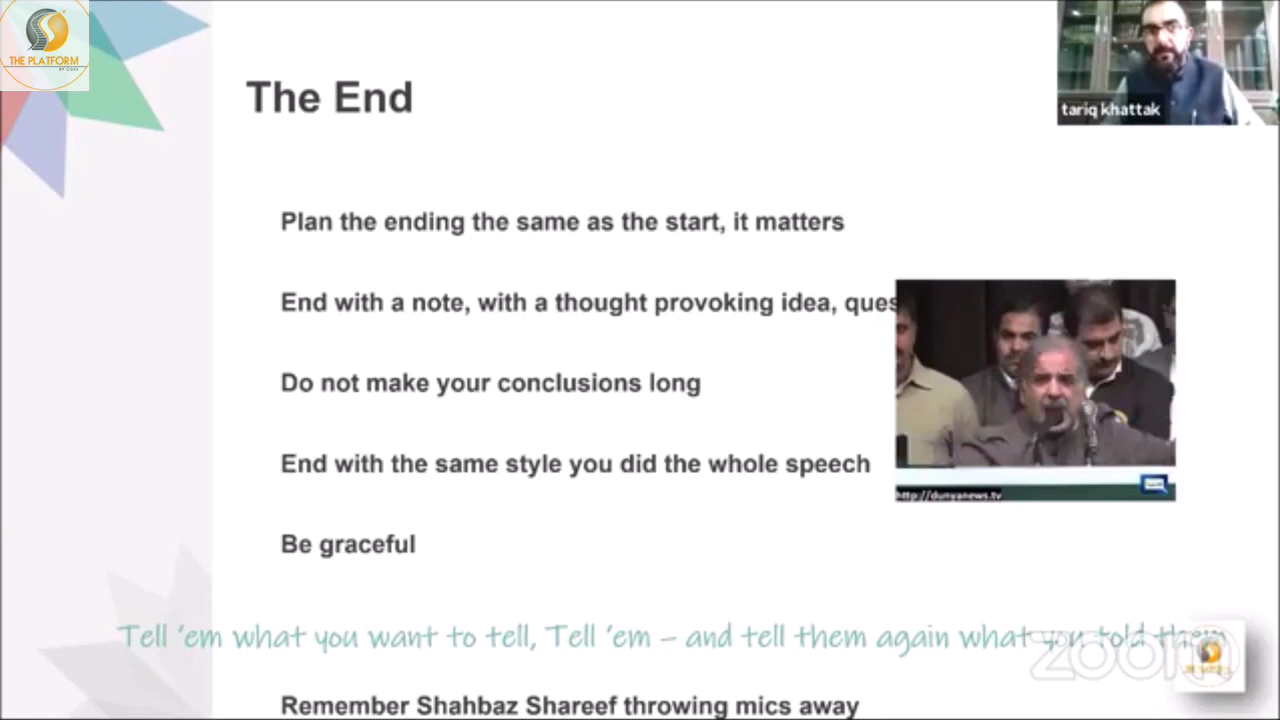 THE PLATFORM
The End
tariq khattak
Plan the ending the same as the start, it matters
End with a note, with a thought provoking idea, ques
Do not make your conclusions long
End with the same style you did the whole speech
http://dunyanews.tv
Be graceful
Tell ‘em what you want to tell, Tell ‘em – and tell them again what you told them
zoom
Remember Shahbaz Shareef throwing mics away